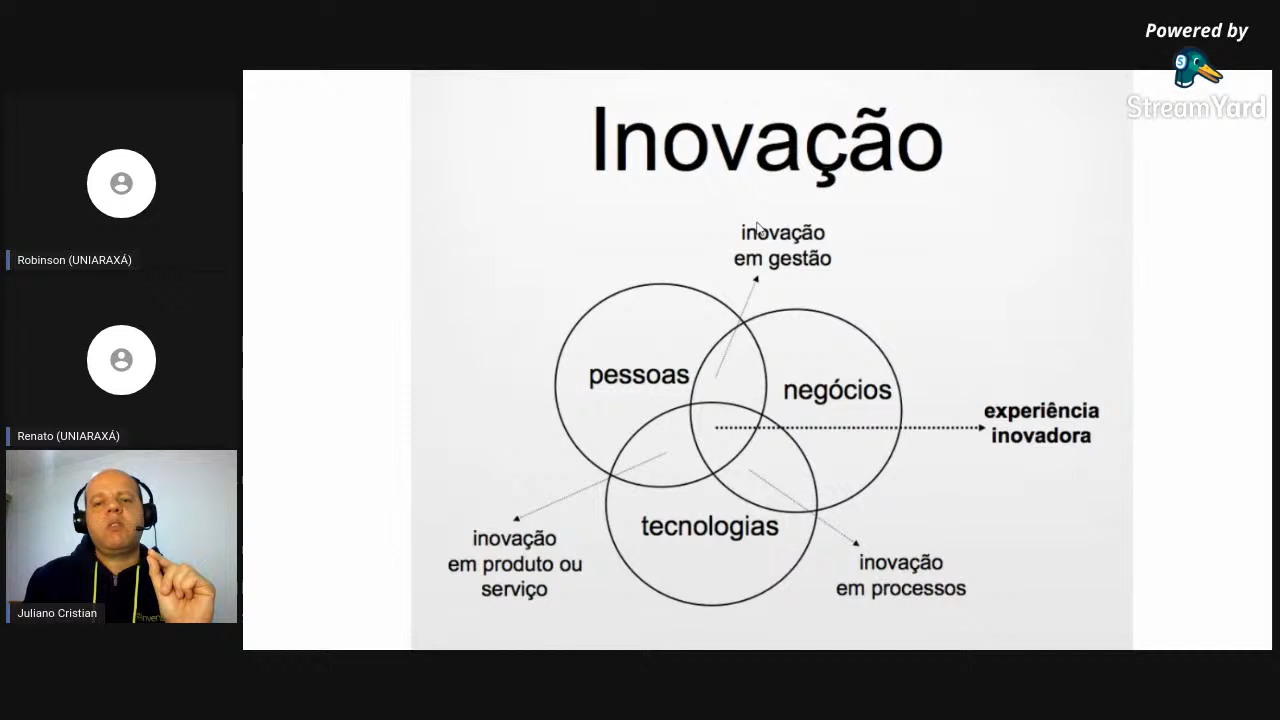 Powered by
StreamYard
Robinson (UNIARAXÁ)
Renato (UNIARAXÁ)
Juliano Cristian
Inovação
inovação
em gestão
pessoas
negócios
experiência
inovadora
tecnologias
inovação
em produto ou
serviço
inovação
em processos